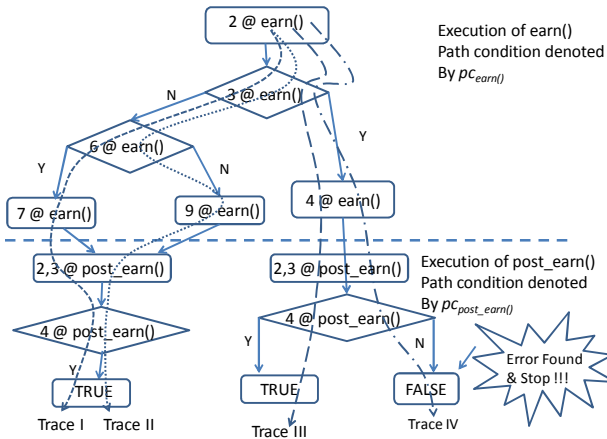 2 @ earn()
Execution of earn()
Path condition denoted
By pc_earn()
3 @ earn()
N
Y
6 @ earn()
Y
N
7 @ earn()
9 @ earn()
4 @ earn()
2,3 @ post_earn()
2,3 @ post_earn()
Execution of post_earn()
Path condition denoted
By pc_post_earn()
4 @ post_earn()
4 @ post_earn()
Y
N
Y
TRUE
TRUE
FALSE
Error Found
& Stop !!!
Trace I
Trace II
Trace III
Trace IV